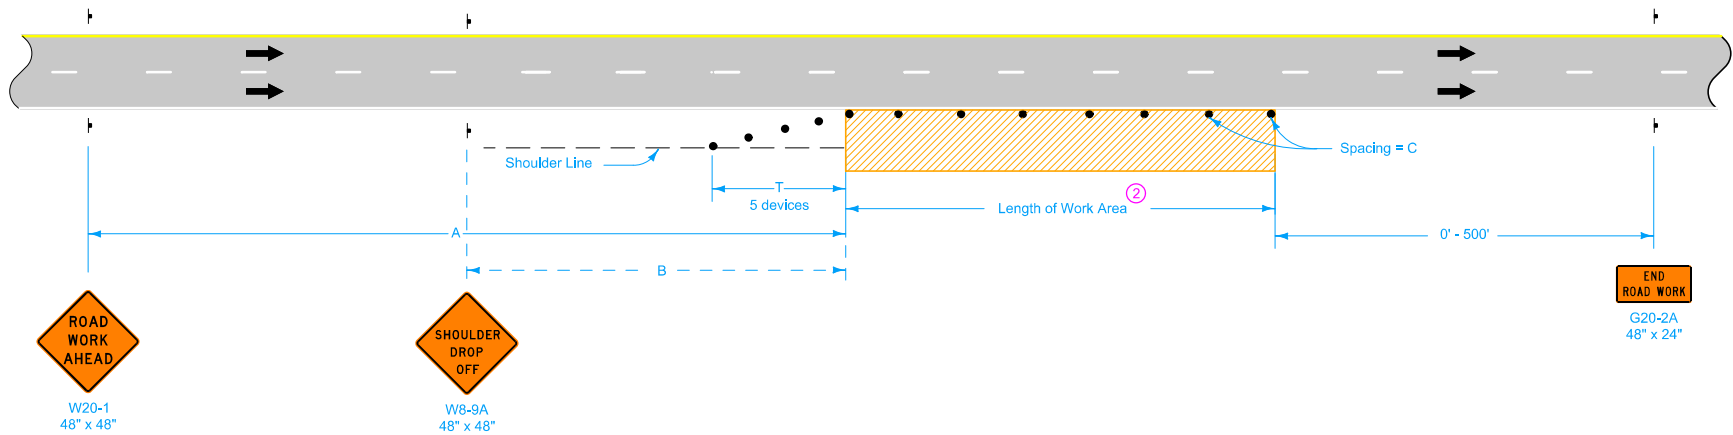 Shoulder Line
Spacing = C
T
5 devices
2
Length of Work Area
A
0' - 500'
B
ROAD
WORK
AHEAD
W20-1
48" x 48"
SHOULDER
DROP
OFF
W8-9A
48" x 48"
END
ROAD WORK
G20-2A
48" x 24"